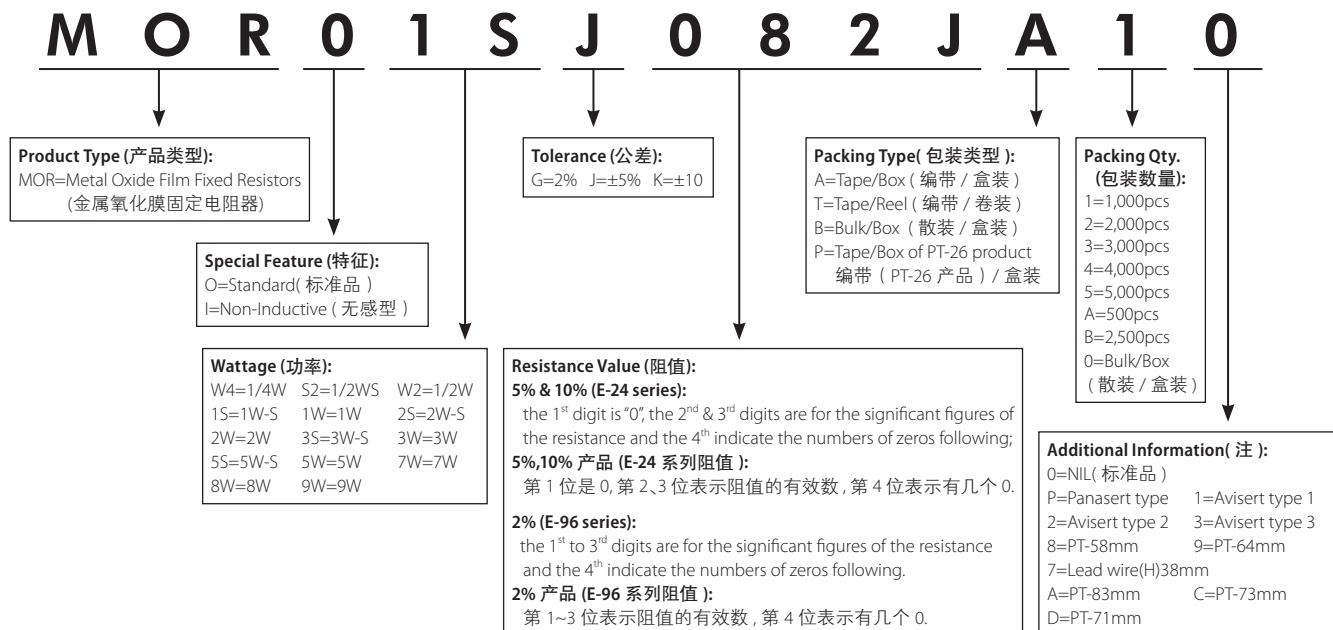 M O R 0 1 S J 0 8 2 J A 1 0
Product Type (产品类型):
MOR=Metal Oxide Film Fixed Resistors
(金属氧化膜固定电阻器)
Special Feature (特征):
O=Standard( 标准品 )
I=Non-Inductive ( 无感型 )
Wattage (功率):
W4=1/4W S2=1/2WS W2=1/2W
1S=1W-S 1W=1W 2S=2W-S
2W=2W 3S=3W-S 3W=3W
5S=5W-S 5W=5W 7W=7W
8W=8W 9W=9W
Tolerance (公差):
G=2% J=±5% K=±10
Resistance Value (阻值):
5% & 10% (E-24 series):
the 1st digit is “0”, the 2nd & 3rd digits are for the significant figures of
the resistance and the 4th indicate the numbers of zeros following;
5%,10% 产品 (E-24 系列阻值 ):
第 1 位是 0, 第 2、3 位表示阻值的有效数 , 第 4 位表示有几个 0.
2% (E-96 series):
the 1st to 3rd digits are for the significant figures of the resistance
and the 4th indicate the numbers of zeros following.
2% 产品 (E-96 系列阻值 ):
第 1~3 位表示阻值的有效数 , 第 4 位表示有几个 0.
Packing Type( 包装类型 ):
A=Tape/Box ( 编带 / 盒装 )
T=Tape/Reel ( 编带 / 卷装 )
B=Bulk/Box ( 散装 / 盒装 )
P=Tape/Box of PT-26 product
编带 ( PT-26 产品 ) / 盒装
Packing Qty.
(包装数量):
1=1,000pcs
2=2,000pcs
3=3,000pcs
4=4,000pcs
5=5,000pcs
A=500pcs
B=2,500pcs
0=Bulk/Box
( 散装 / 盒装 )
Additional Information( 注 ):
0=NIL( 标准品 )
P=Panasert type 1=Avisert type 1
2=Avisert type 2 3=Avisert type 3
8=PT-58mm 9=PT-64mm
7=Lead wire(H)38mm
A=PT-83mm C=PT-73mm
D=PT-71mm